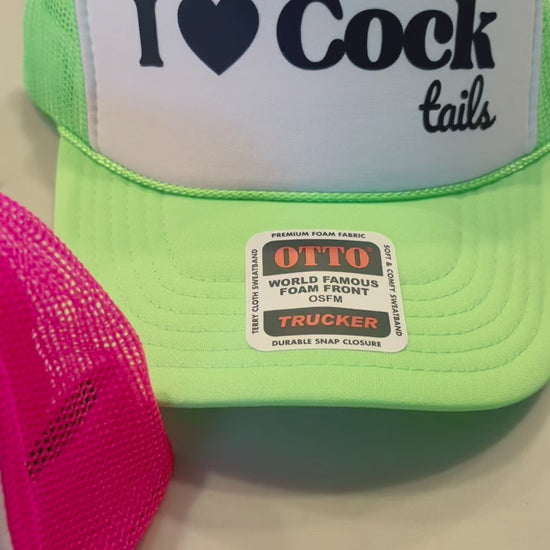 I ♥ Cock
tails
PREMIUM FOAM FABRIC
TERRY CLOTH SWEATBAND
OTTO
WORLD FAMOUS
FOAM FRONT
OSFM
TRUCKER
SOFT & COMFY SWEATBAND
DURABLE SNAP CLOSURE